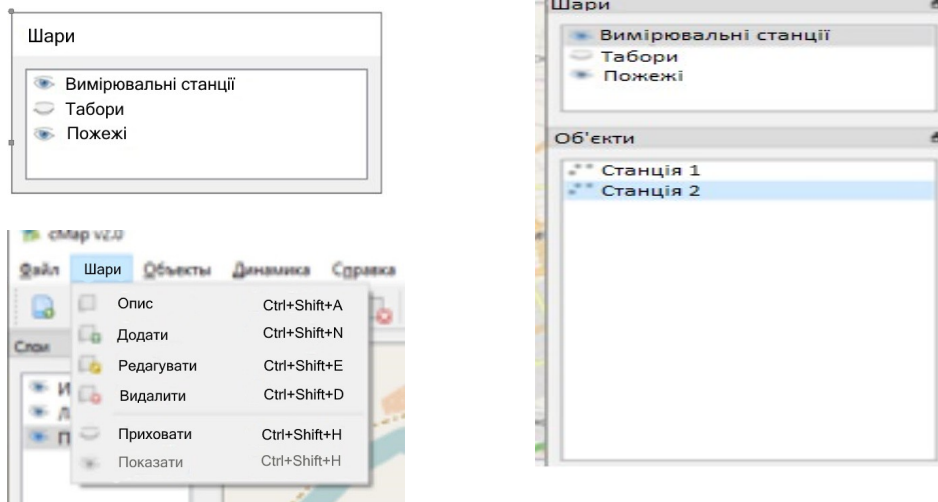 Шари
Вимірювальні станції
Табори
Пожежі
cMap v2.0
Файл Шари Объекты Динамика Справка
Опис Ctrl+Shift+A
Додати Ctrl+Shift+N
Редагувати Ctrl+Shift+E
Видалити Ctrl+Shift+D
Приховати Ctrl+Shift+H
Показати Ctrl+Shift+H
Слои
И
Л
П
Шари
Вимірювальні станції
Табори
Пожежі
Об'єкти
Станція 1
Станція 2